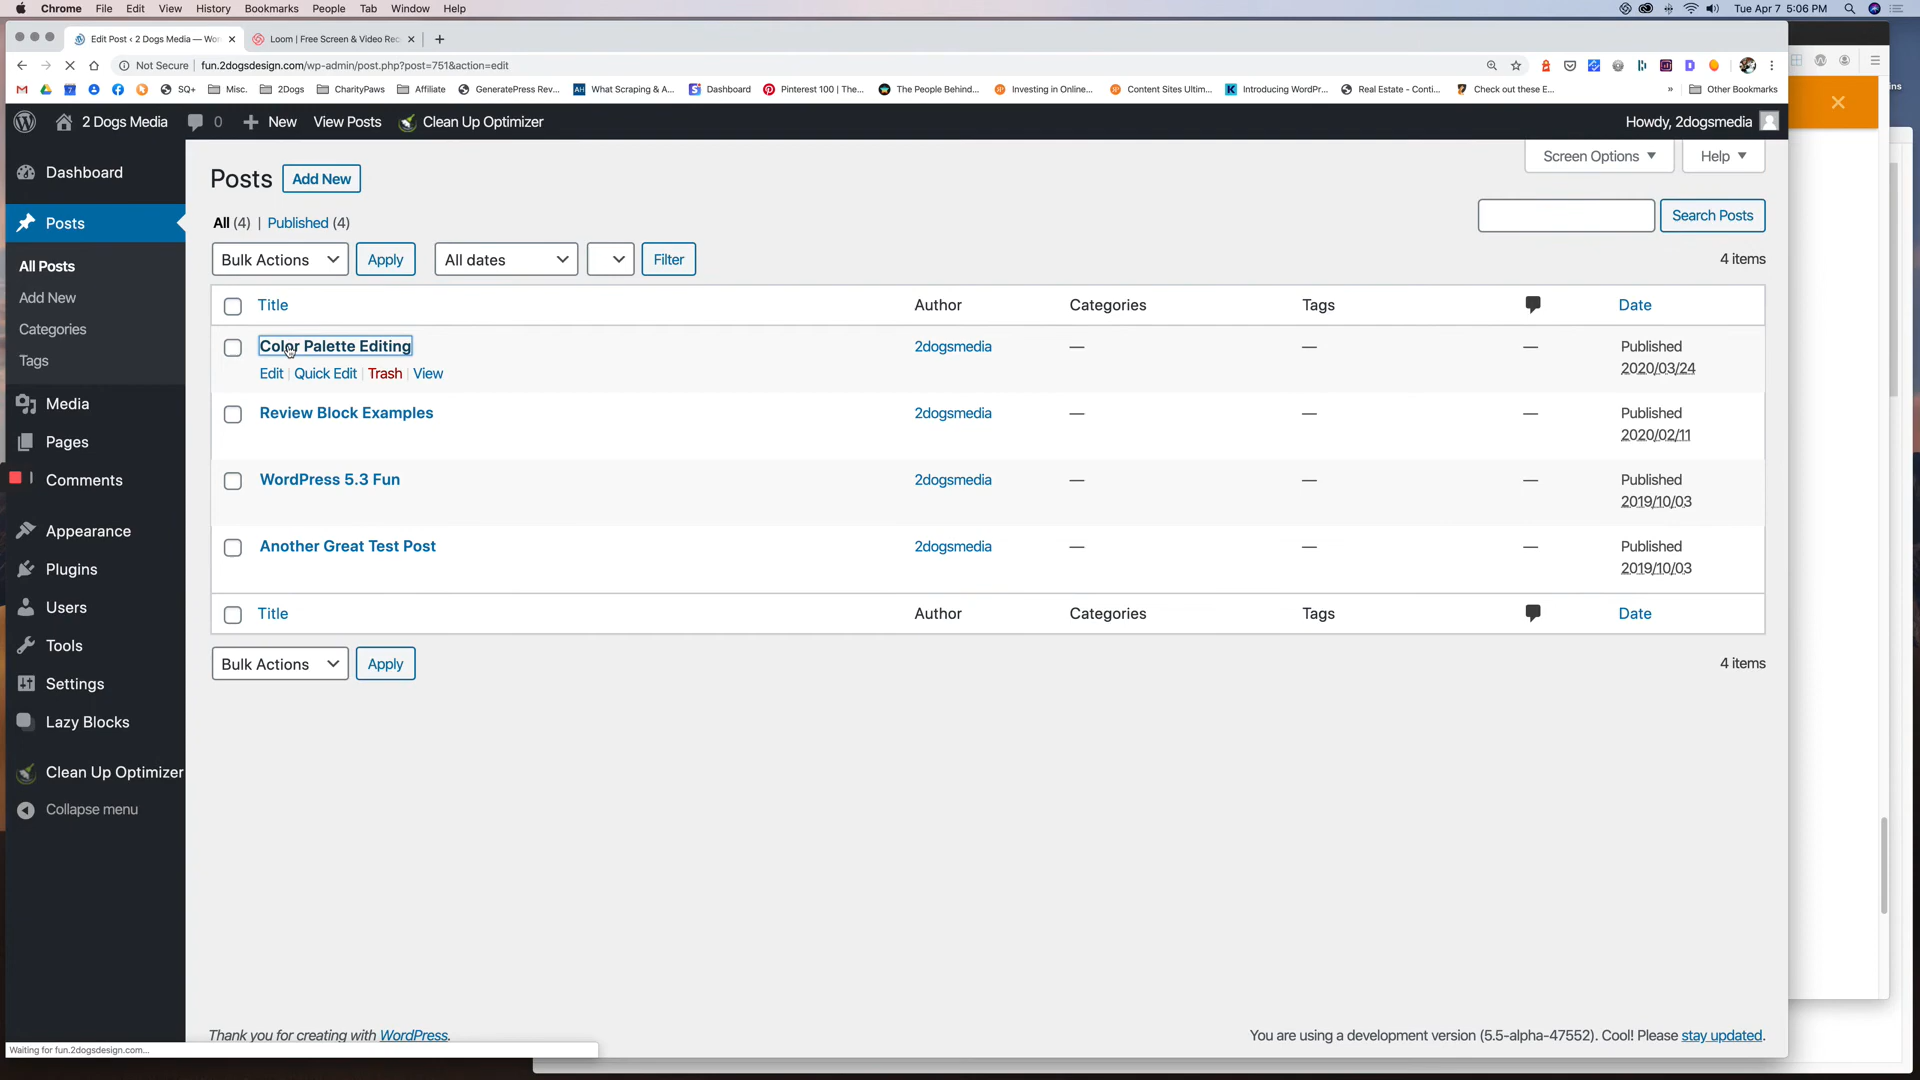 Chrome File Edit View History Bookmarks People Tab Window Help Tue Apr 7 5:06 PM
Edit Post ‹ 2 Dogs Media — Wor Loom | Free Screen & Video Rec
Not Secure fun.2dogsdesign.com/wp-admin/post.php?post=751&action=edit
SQ+ Misc. 2Dogs CharityPaws Affiliate GeneratePress Rev... What Scraping & A... Dashboard Pinterest 100 | The... The People Behind... Investing in Online... Content Sites Ultim... Introducing WordPr... Real Estate - Conti... Check out these E... » Other Bookmarks
2 Dogs Media 0 New View Posts Clean Up Optimizer Howdy, 2dogsmedia
Screen Options Help
Dashboard
Posts
All Posts
Add New
Categories
Tags
Media
Pages
Comments
Appearance
Plugins
Users
Tools
Settings
Lazy Blocks
Clean Up Optimizer
Collapse menu
Posts Add New
All (4) | Published (4)
Search Posts
Bulk Actions Apply All dates Filter 4 items
Title Author Categories Tags Date
Color Palette Editing 2dogsmedia — — — Published
2020/03/24
Edit | Quick Edit | Trash | View
Review Block Examples 2dogsmedia — — — Published
2020/02/11
WordPress 5.3 Fun 2dogsmedia — — — Published
2019/10/03
Another Great Test Post 2dogsmedia — — — Published
2019/10/03
Title Author Categories Tags Date
Bulk Actions Apply 4 items
Thank you for creating with WordPress. You are using a development version (5.5-alpha-47552). Cool! Please stay updated.
Waiting for fun.2dogsdesign.com...